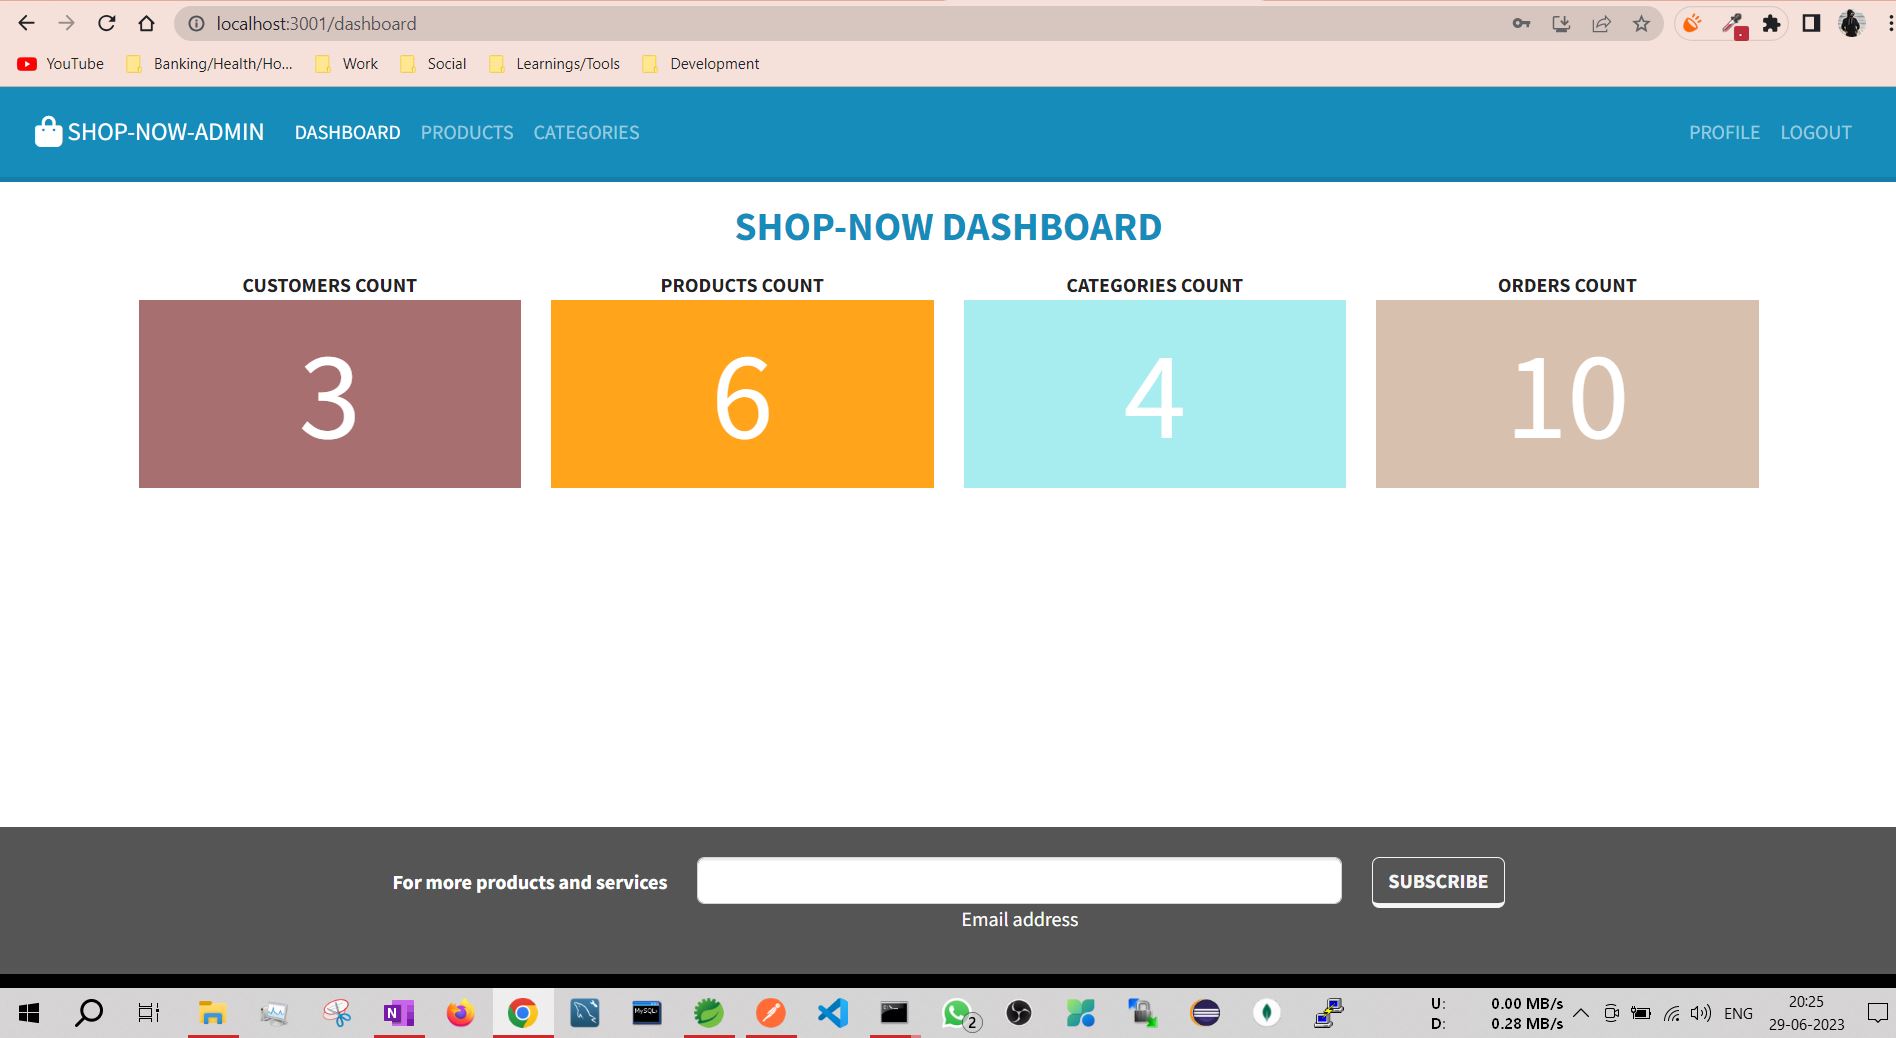 localhost:3001/dashboard
YouTube Banking/Health/Ho... Work Social Learnings/Tools Development
SHOP-NOW-ADMIN DASHBOARD PRODUCTS CATEGORIES PROFILE LOGOUT
SHOP-NOW DASHBOARD
CUSTOMERS COUNT PRODUCTS COUNT CATEGORIES COUNT ORDERS COUNT
3 6 4 10
For more products and services SUBSCRIBE
Email address
N MySQL 2
U: 0.00 MB/s 20:25
ENG
D: 0.28 MB/s 29-06-2023